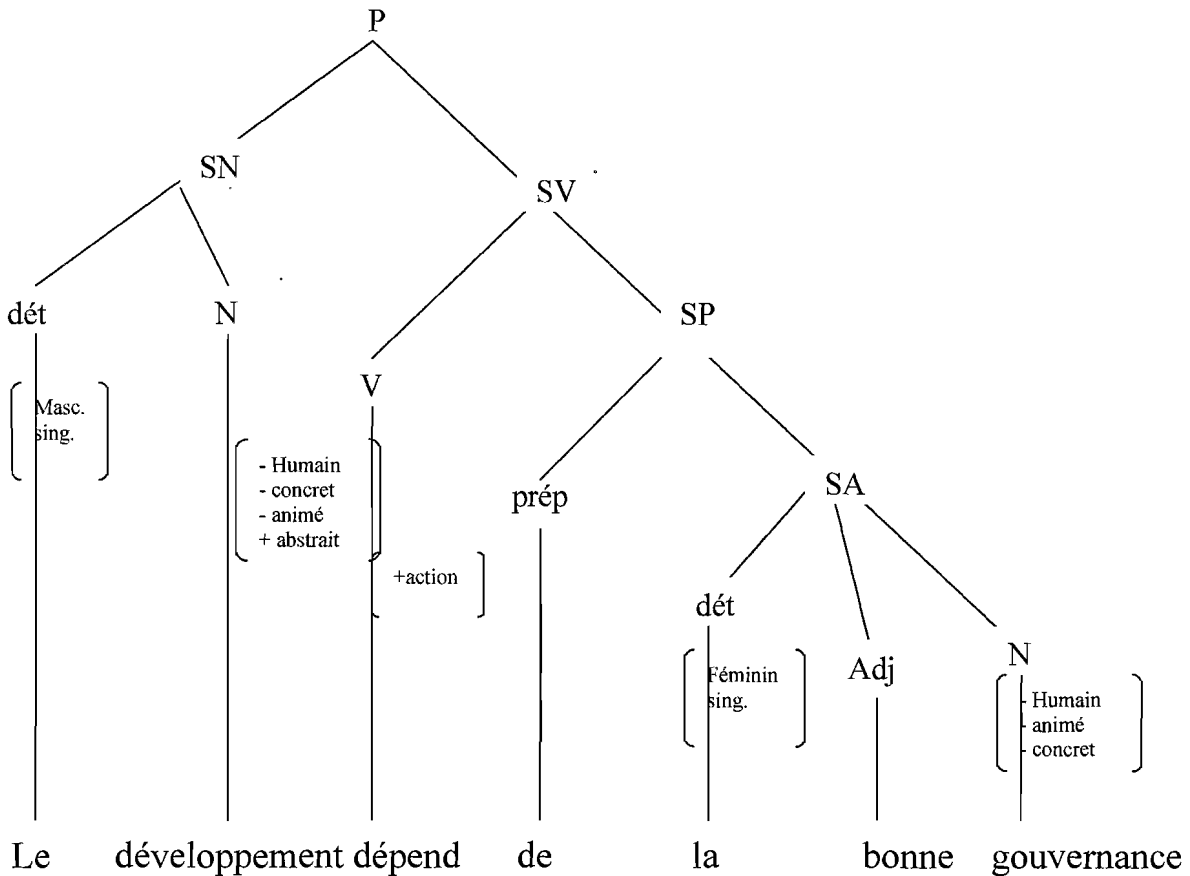 P
SN
SV
dét
N
SP
V
Masc.
sing.
- Humain
- concret
- animé
+ abstrait
prép
SA
+action
dét
Adj
N
Féminin
sing.
- Humain
- animé
- concret
Le développement dépend de la bonne gouvernance